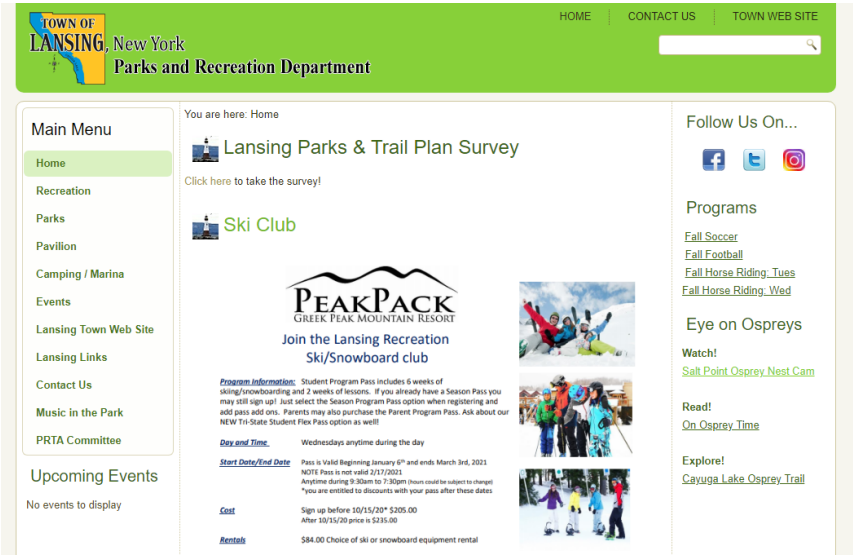 TOWN OF
LANSING, New York
Parks and Recreation Department
HOME
CONTACT US
TOWN WEB SITE
Main Menu
Home
Recreation
Parks
Pavilion
Camping / Marina
Events
Lansing Town Web Site
Lansing Links
Contact Us
Music in the Park
PRTA Committee
Upcoming Events
No events to display
You are here: Home
Lansing Parks & Trail Plan Survey
Click here to take the survey!
Ski Club
PEAKPACK
GREEK PEAK MOUNTAIN RESORT
Join the Lansing Recreation
Ski/Snowboard club
Program Information: Student Program Pass includes 6 weeks of
skiing/snowboarding and 2 weeks of lessons. If you already have a Season Pass you
may still sign up! Just select the Season Pass option when registering and
add pass add ons. Parents may also purchase the Parent Program Pass. Ask about our
NEW Tri-State Student Flex Pass option as well!
Day and Time Wednesdays anytime during the day
Start Date/End Date Pass is Valid Beginning January 6th and ends March 3rd, 2021
NOTE Pass is not valid 2/17/2021
Anytime during 9:30am to 7:30pm (hours could be subject to change)
*you are entitled to discounts with your pass after these dates
Cost Sign up before 10/15/20* $205.00
After 10/15/20 price is $235.00
Rentals $84.00 Choice of ski or snowboard equipment rental
Follow Us On...
Programs
Fall Soccer
Fall Football
Fall Horse Riding: Tues
Fall Horse Riding: Wed
Eye on Ospreys
Watch!
Salt Point Osprey Nest Cam
Read!
On Osprey Time
Explore!
Cayuga Lake Osprey Trail